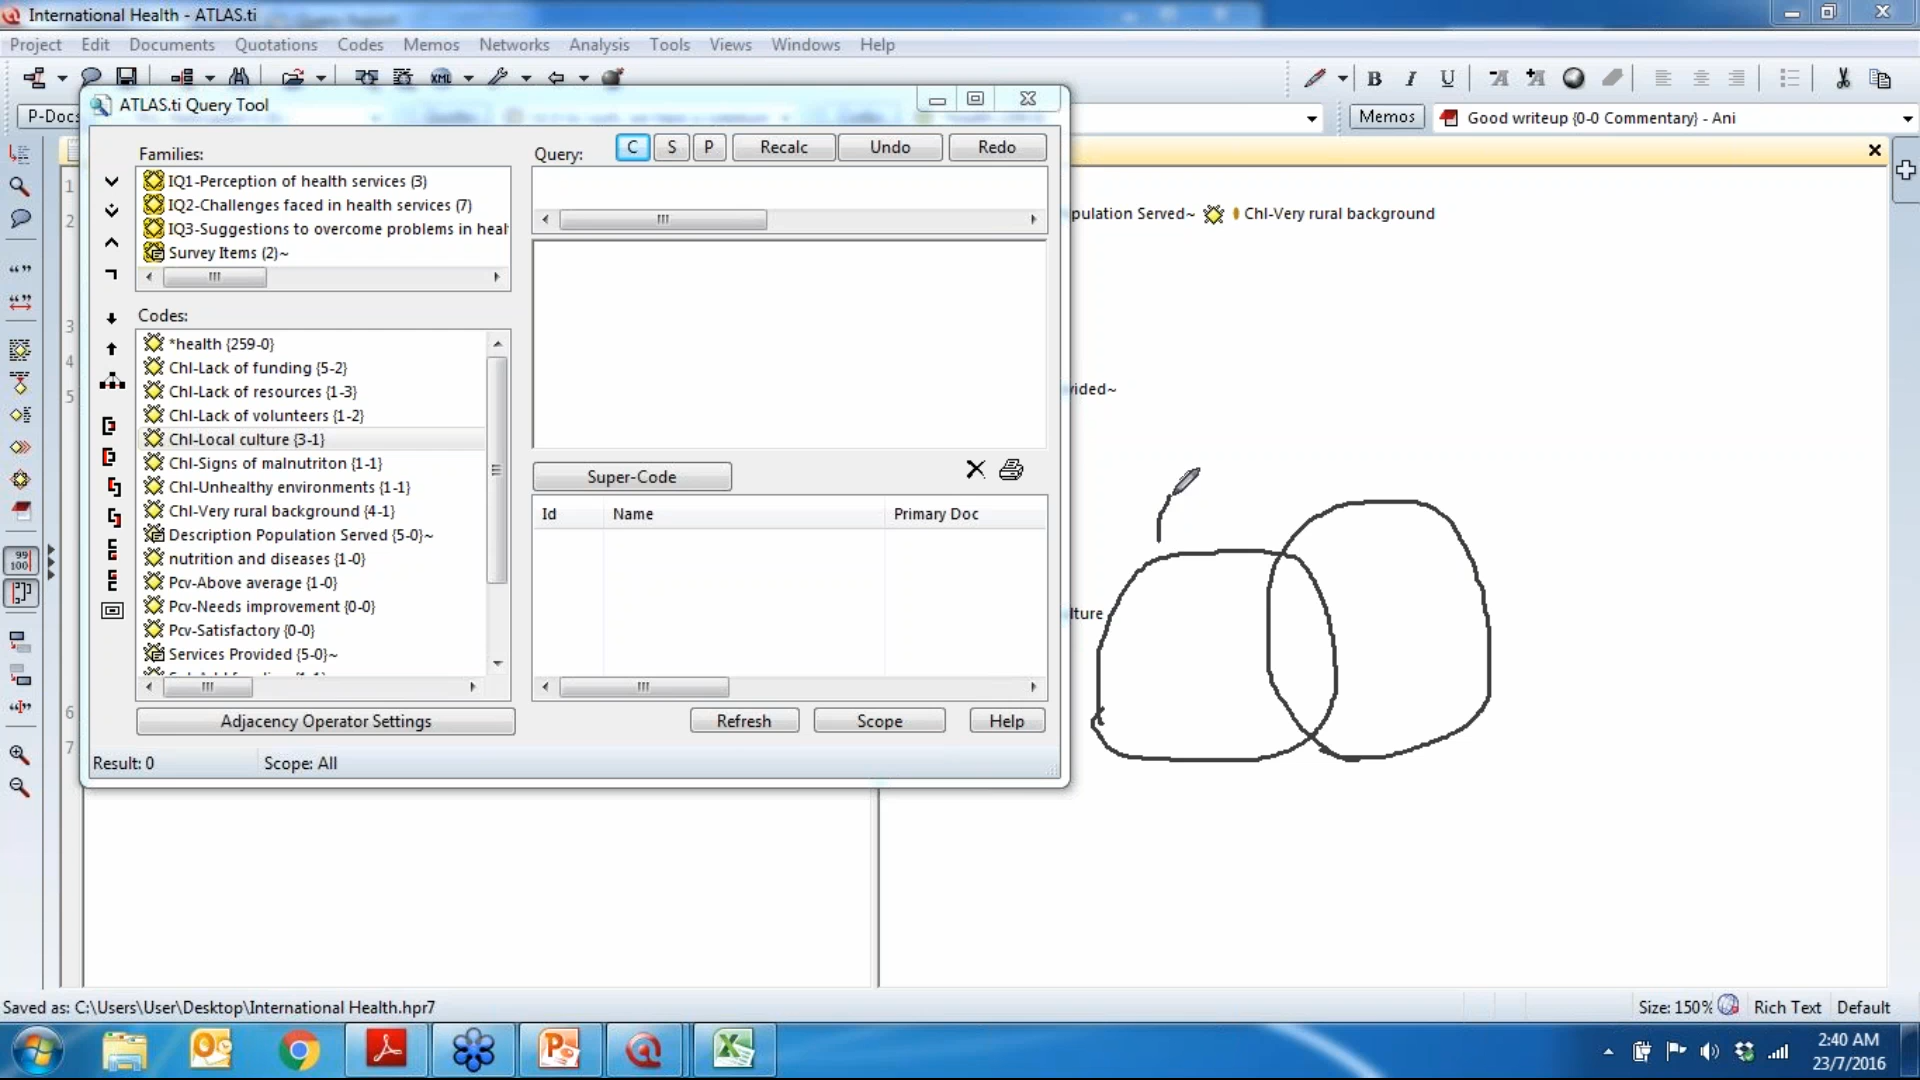 International Health - ATLAS.ti
Project Edit Documents Quotations Codes Memos Networks Analysis Tools Views Windows Help
P-Docs
Memos Good writeup {0-0 Commentary} - Ani
ATLAS.ti Query Tool
Families:
IQ1-Perception of health services (3)
IQ2-Challenges faced in health services (7)
IQ3-Suggestions to overcome problems in heal
Survey Items (2)~
Codes:
*health {259-0}
Chl-Lack of funding {5-2}
Chl-Lack of resources {1-3}
Chl-Lack of volunteers {1-2}
Chl-Local culture {3-1}
Chl-Signs of malnutriton {1-1}
Chl-Unhealthy environments {1-1}
Chl-Very rural background {4-1}
Description Population Served {5-0}~
nutrition and diseases {1-0}
Pcv-Above average {1-0}
Pcv-Needs improvement {0-0}
Pcv-Satisfactory {0-0}
Services Provided {5-0}~
Adjacency Operator Settings
Query: C S P Recalc Undo Redo
Super-Code
Id Name Primary Doc
Refresh Scope Help
Result: 0 Scope: All
pulation Served~ Chl-Very rural background
vided~
lture
1
2
3
4
5
6
7
Saved as: C:\Users\User\Desktop\International Health.hpr7
Size: 150% Rich Text Default
2:40 AM
23/7/2016